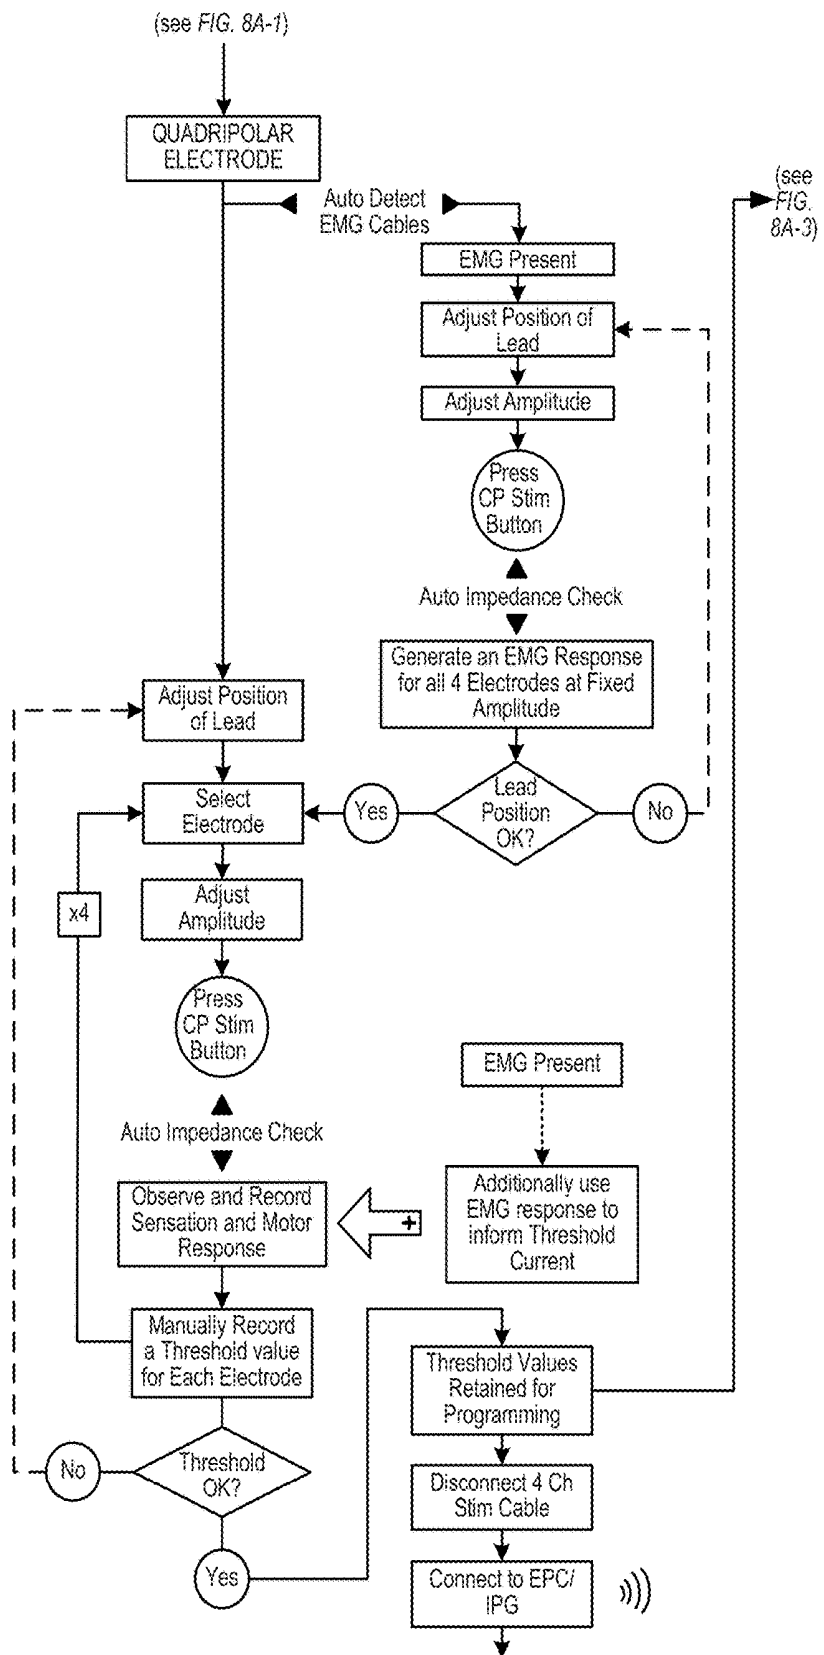 (see FIG. 8A-1)
QUADRIPOLAR
ELECTRODE
Auto Detect
EMG Cables
(see
FIG.
8A-3)
EMG Present
Adjust Position of
Lead
Adjust Amplitude
Press
CP Stim
Button
Auto Impedance Check
Generate an EMG Response
for all 4 Electrodes at Fixed
Amplitude
Adjust Position
of Lead
Select
Electrode
Yes
Lead
Position
OK?
No
x4
Adjust
Amplitude
Press
CP Stim
Button
EMG Present
Auto Impedance Check
Observe and Record
Sensation and Motor
Response
+
Additionally use
EMG response to
inform Threshold
Current
Manually Record
a Threshold value
for Each Electrode
Threshold Values
Retained for
Programming
No
Threshold
OK?
Disconnect 4 Ch
Stim Cable
Yes
Connect to EPC/
IPG